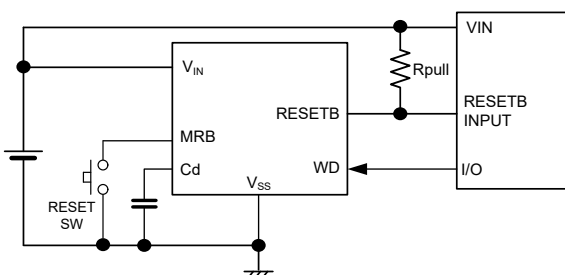 VIN
V_IN
Rpull
RESETB
RESETB
INPUT
MRB
WD
I/O
Cd
V_SS
RESET
SW